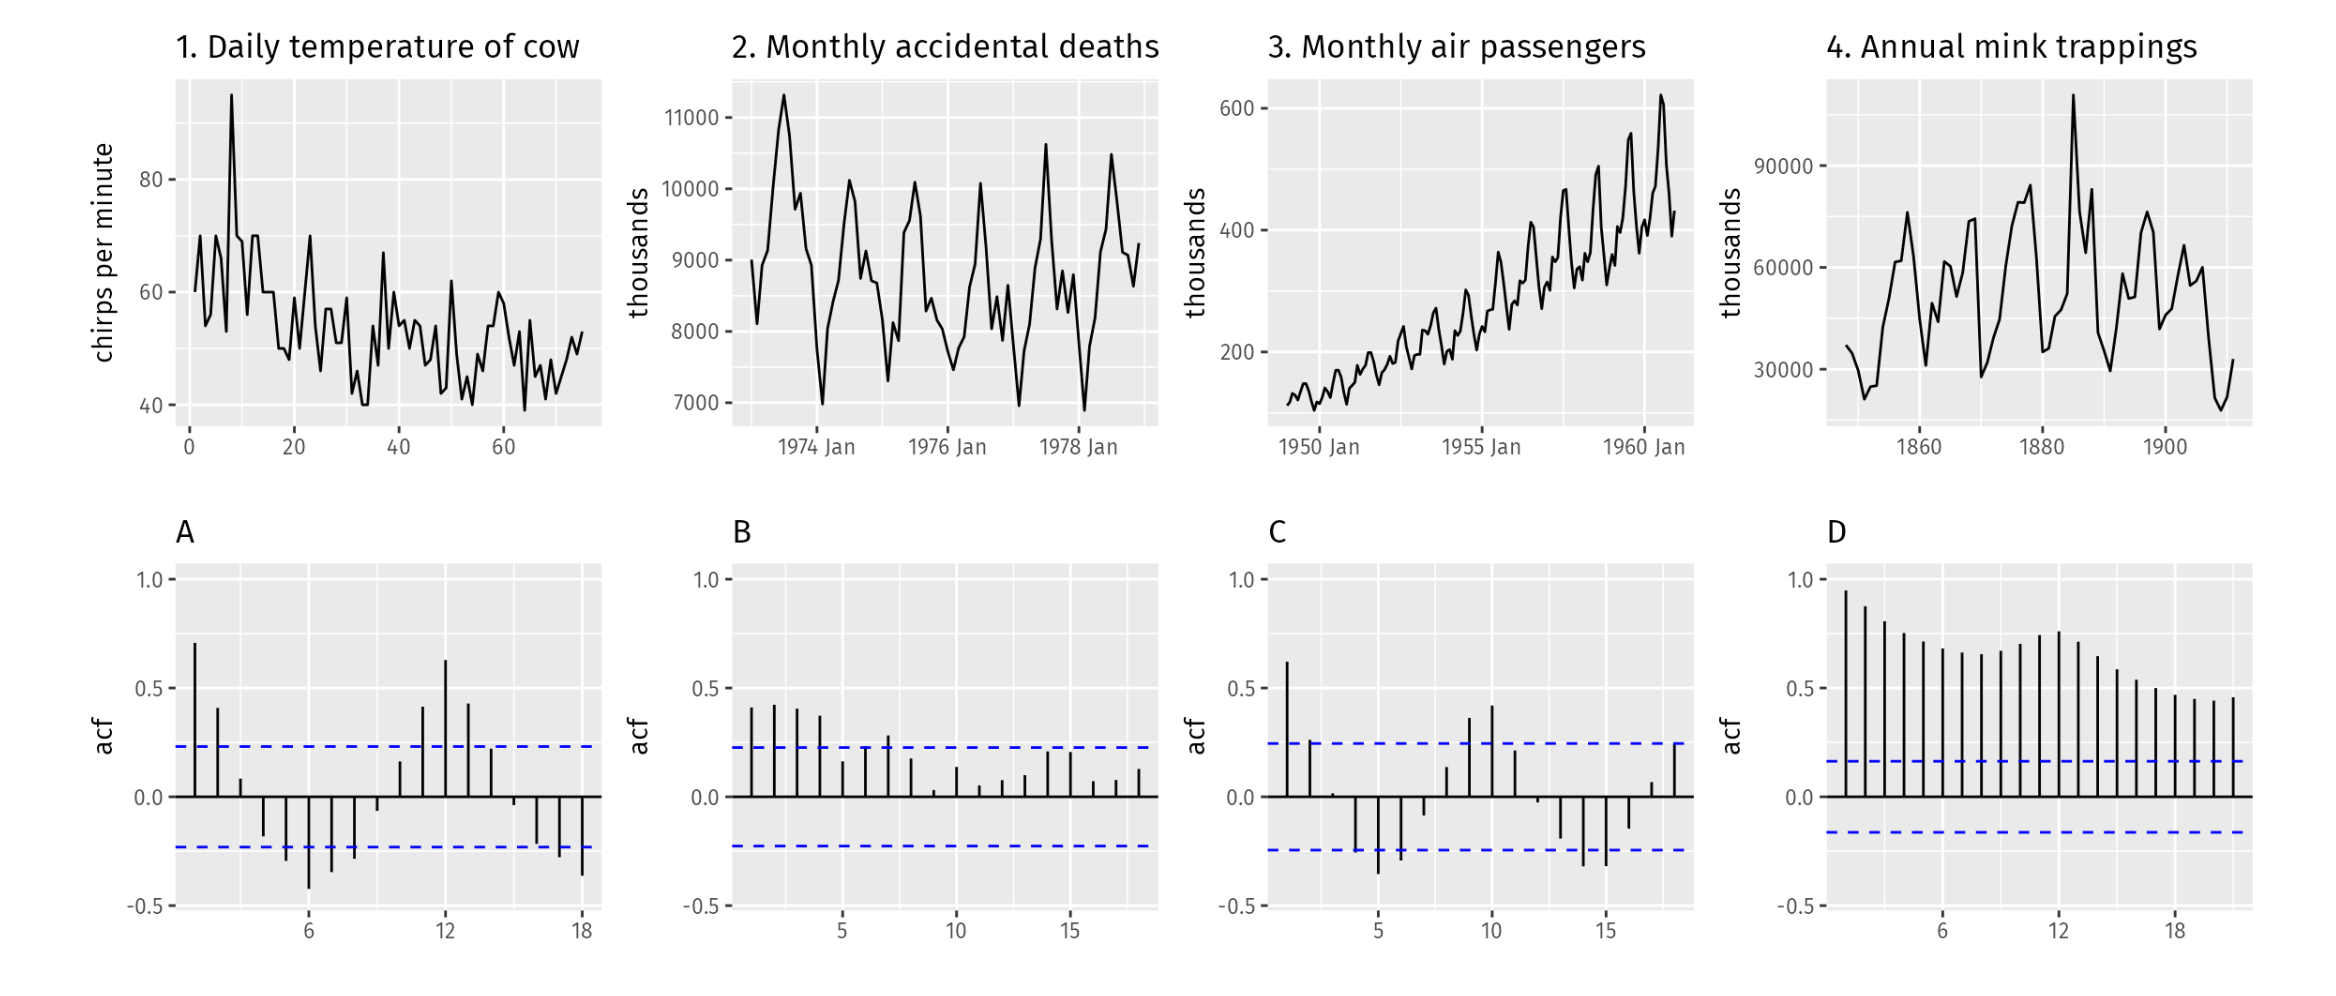 1. Daily temperature of cow
chirps per minute
80
60
40
0 20 40 60
2. Monthly accidental deaths
thousands
11000
10000
9000
8000
7000
1974 Jan 1976 Jan 1978 Jan
3. Monthly air passengers
thousands
600
400
200
1950 Jan 1955 Jan 1960 Jan
4. Annual mink trappings
thousands
90000
60000
30000
1860 1880 1900
A
acf
1.0
0.5
0.0
-0.5
6 12 18
B
acf
1.0
0.5
0.0
-0.5
5 10 15
C
acf
1.0
0.5
0.0
-0.5
5 10 15
D
acf
1.0
0.5
0.0
-0.5
6 12 18